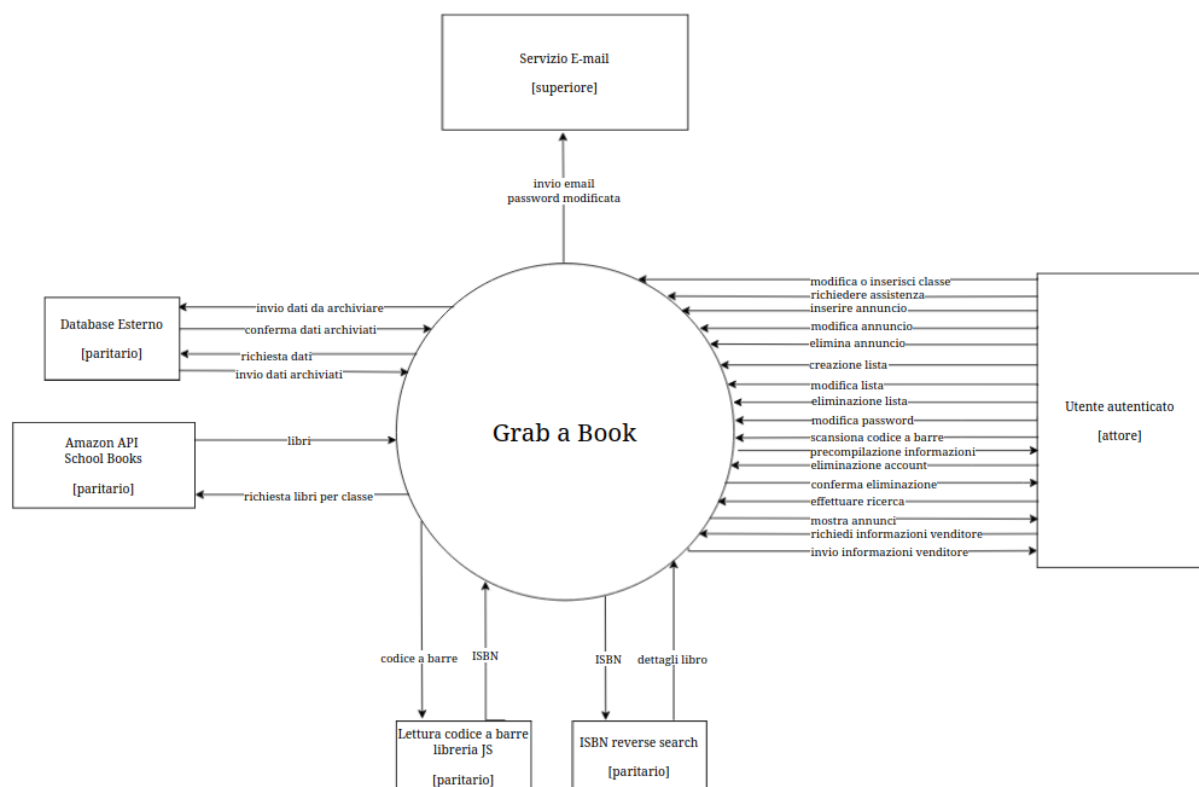 Servizio E-mail
[superiore]
invio email
password modificata
modifica o inserisci classe
richiedere assistenza
inserire annuncio
modifica annuncio
elimina annuncio
creazione lista
modifica lista
eliminazione lista
modifica password
scansiona codice a barre
precompilazione informazioni
eliminazione account
conferma eliminazione
effettuare ricerca
mostra annunci
richiedi informazioni venditore
invio informazioni venditore
Utente autenticato
[attore]
Database Esterno
[paritario]
invio dati da archiviare
conferma dati archiviati
richiesta dati
invio dati archiviati
Grab a Book
Amazon API
School Books
[paritario]
libri
richiesta libri per classe
codice a barre
ISBN
ISBN
dettagli libro
Lettura codice a barre
libreria JS
[paritario]
ISBN reverse search
[paritario]